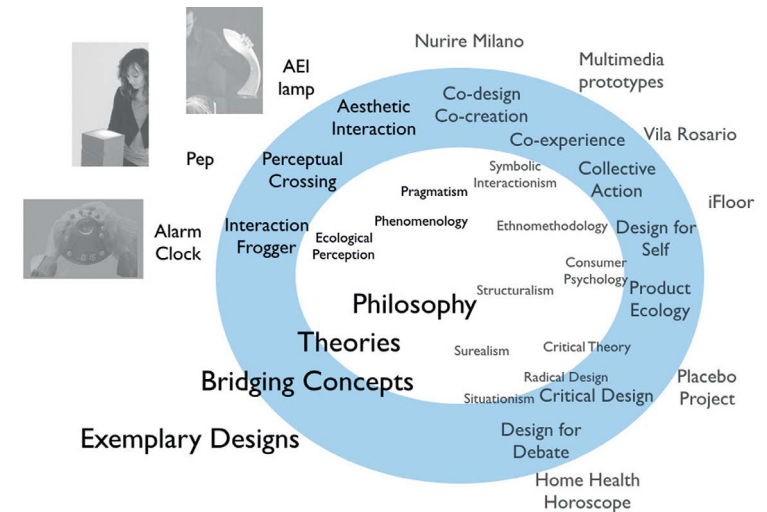 Nurire Milano
Multimedia
prototypes
AEI
lamp
Co-design
Co-creation
Aesthetic
Interaction
Co-experience
Vila Rosario
Pep
Perceptual
Crossing
Symbolic
Interactionism
Collective
Action
Pragmatism
iFloor
Alarm
Clock
Interaction
Frogger
Phenomenology
Ecological
Perception
Ethnomethodology
Design for
Self
Consumer
Psychology
Structuralism
Product
Ecology
Philosophy
Theories
Surealism
Critical Theory
Bridging Concepts
Radical Design
Situationism
Critical Design
Placebo
Project
Exemplary Designs
Design for
Debate
Home Health
Horoscope